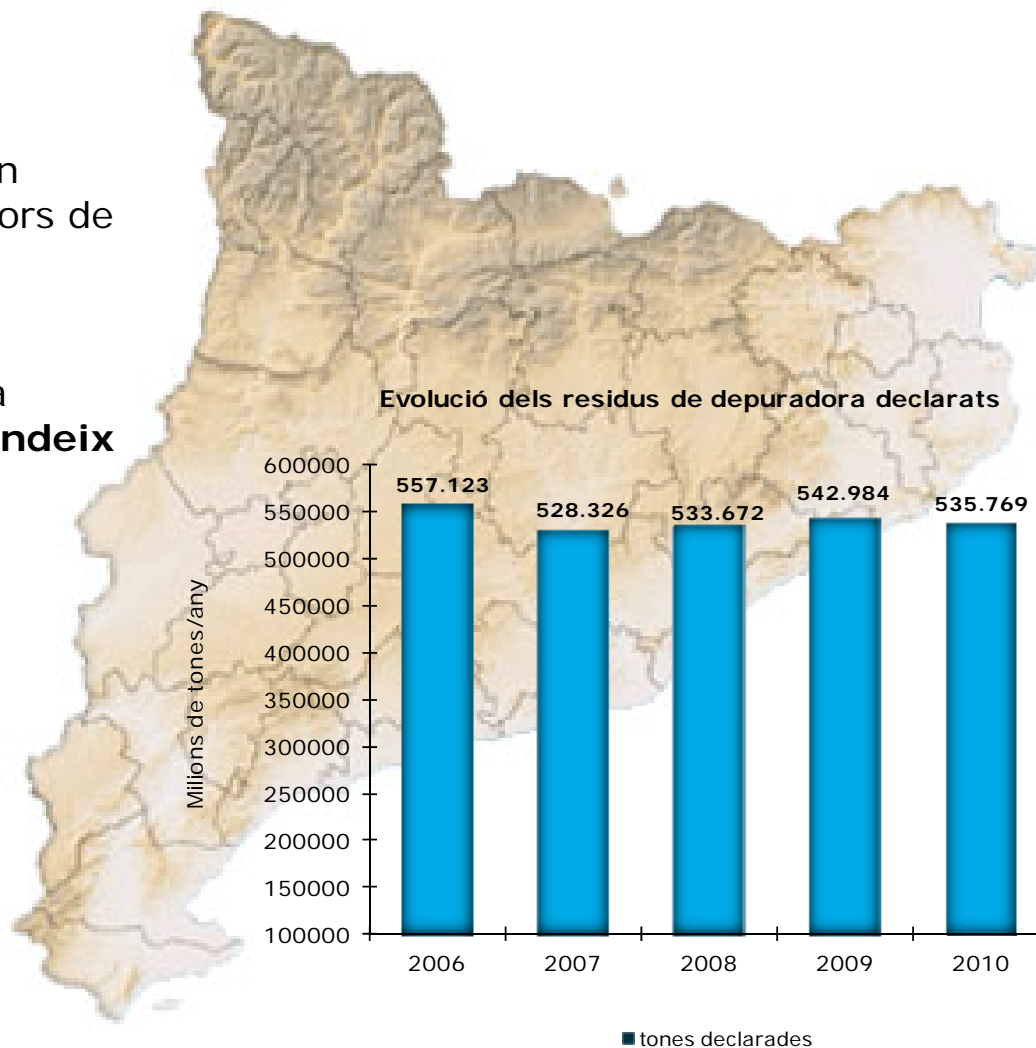 n
ors de
a
ndeix
Evolució dels residus de depuradora declarats
Milions de tones/any
600000
550000
500000
450000
400000
350000
300000
250000
200000
150000
100000
557.123
528.326
533.672
542.984
535.769
2006 2007 2008 2009 2010
tones declarades